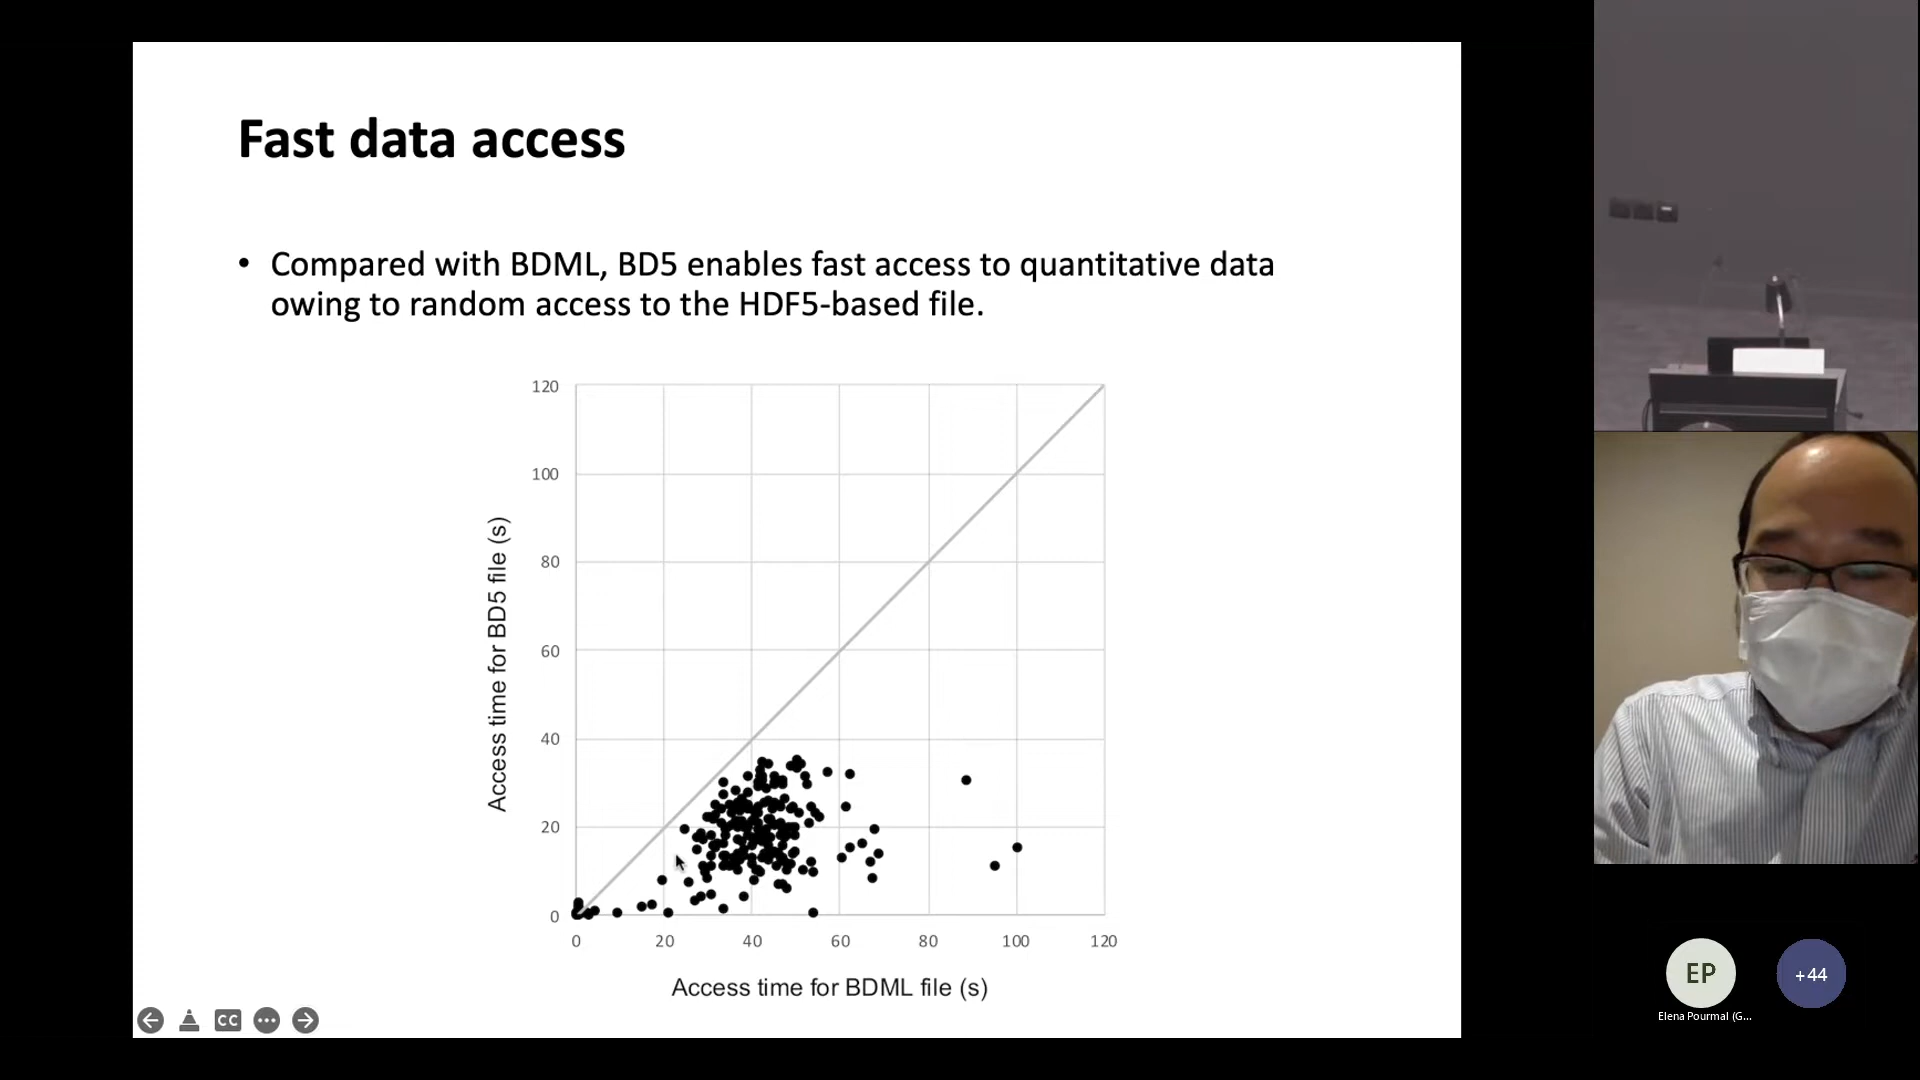 Fast data access
• Compared with BDML, BD5 enables fast access to quantitative data
owing to random access to the HDF5-based file.
120
100
80
60
40
20
0
Access time for BD5 file (s)
0 20 40 60 80 100 120
Access time for BDML file (s)
CC
EP
+44
Elena Pourmal (G...